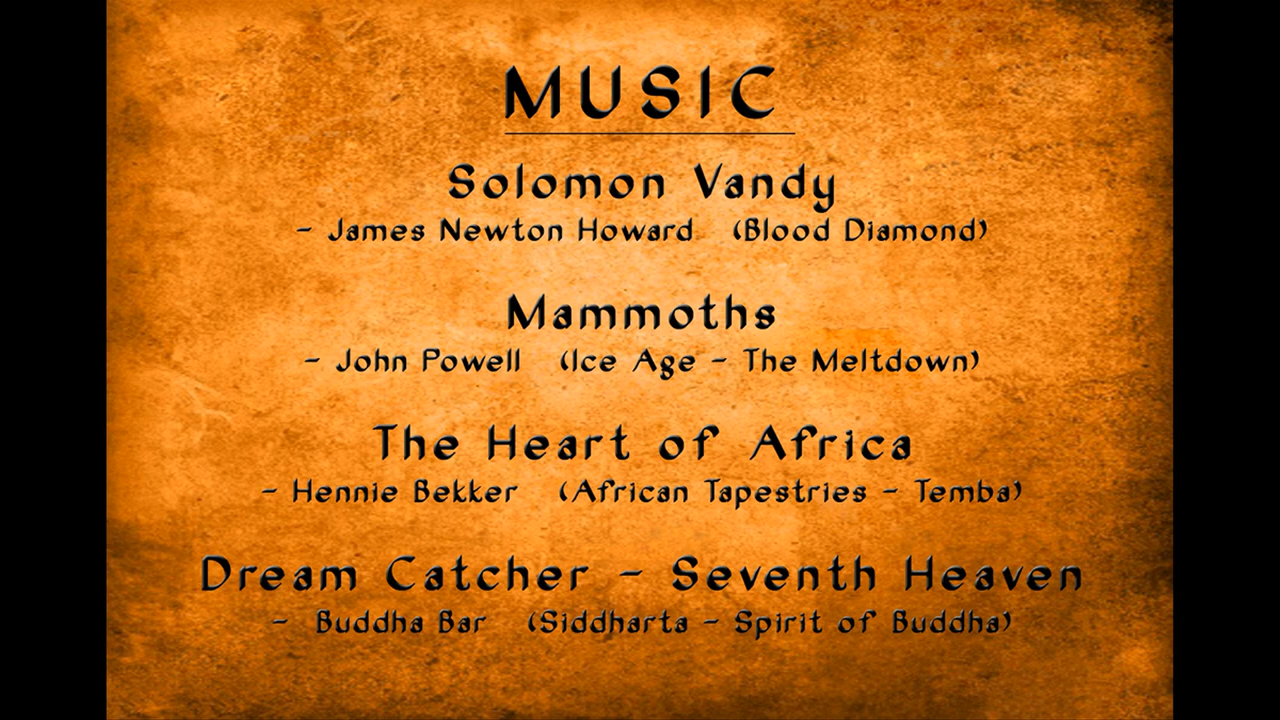 MUSIC
Solomon Vandy
- James Newton Howard (Blood Diamond)
Mammoths
- John Powell (Ice Age - The Meltdown)
The Heart of Africa
- Hennie Bekker (African Tapestries - Temba)
Dream Catcher - Seventh Heaven
- Buddha Bar (Siddharta - Spirit of Buddha)